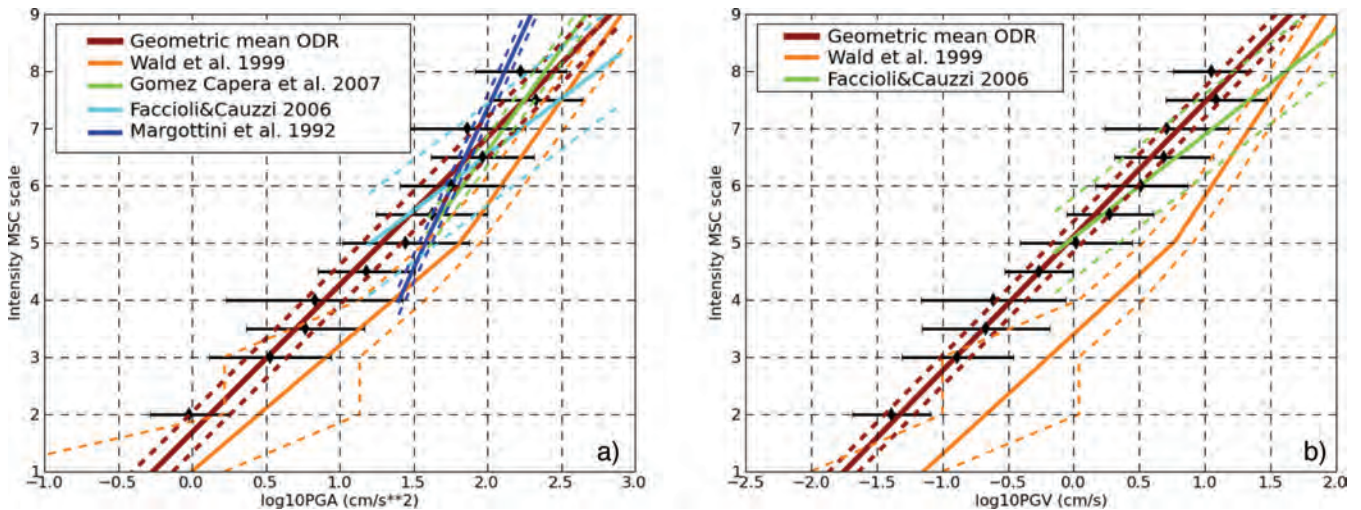 Geometric mean ODR
Wald et al. 1999
Gomez Capera et al. 2007
Faccioli&Cauzzi 2006
Margottini et al. 1992
Intensity MSC scale
9
8
7
6
5
4
3
2
1
a)
−1.0 −0.5 0.0 0.5 1.0 1.5 2.0 2.5 3.0
log10PGA (cm/s**2)
Geometric mean ODR
Wald et al. 1999
Faccioli&Cauzzi 2006
Intensity MSC scale
9
8
7
6
5
4
3
2
1
b)
−2.5 −2.0 −1.5 −1.0 −0.5 0.0 0.5 1.0 1.5 2.0
log10PGV (cm/s)